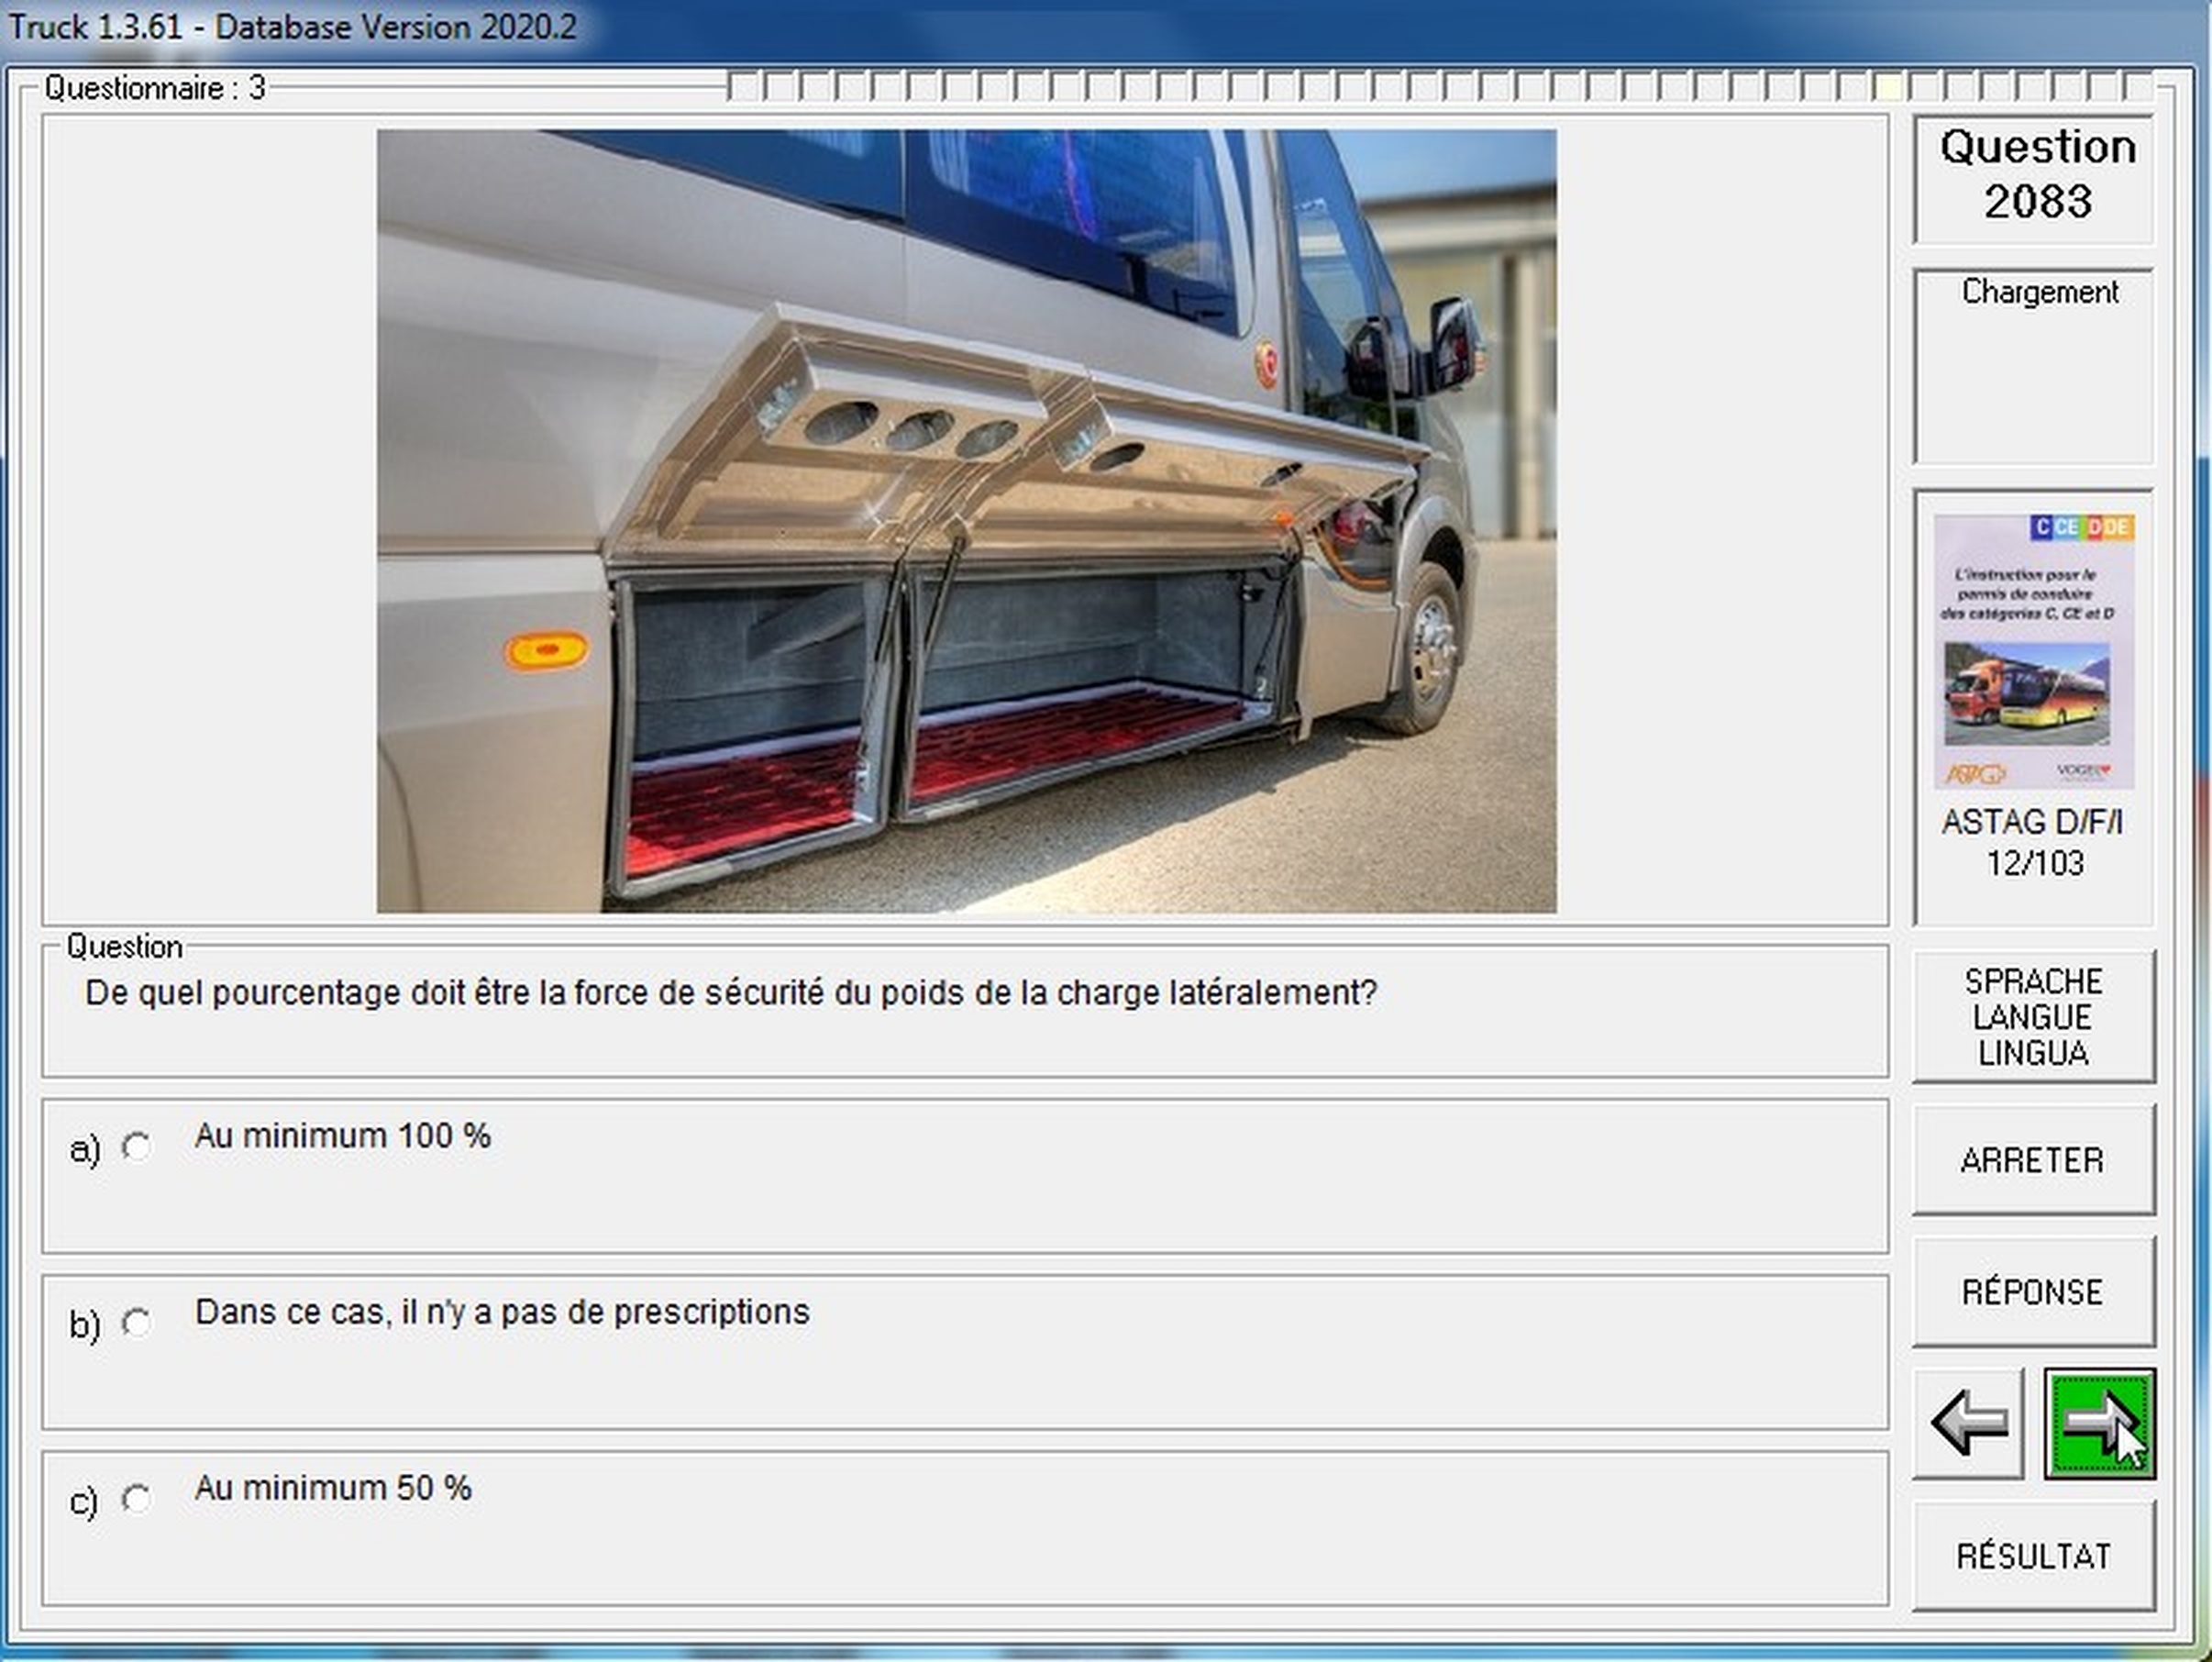 Truck 1.3.61 - Database Version 2020.2
Questionnaire : 3
Question
2083
Chargement
C CE D DE
L'instruction pour le
permis de conduire
des catégories C, CE et D
ASTAG
VOGEL
ASTAG D/F/I
12/103
Question
De quel pourcentage doit être la force de sécurité du poids de la charge latéralement?
a) Au minimum 100 %
b) Dans ce cas, il n'y a pas de prescriptions
c) Au minimum 50 %
SPRACHE
LANGUE
LINGUA
ARRETER
RÉPONSE
RÉSULTAT